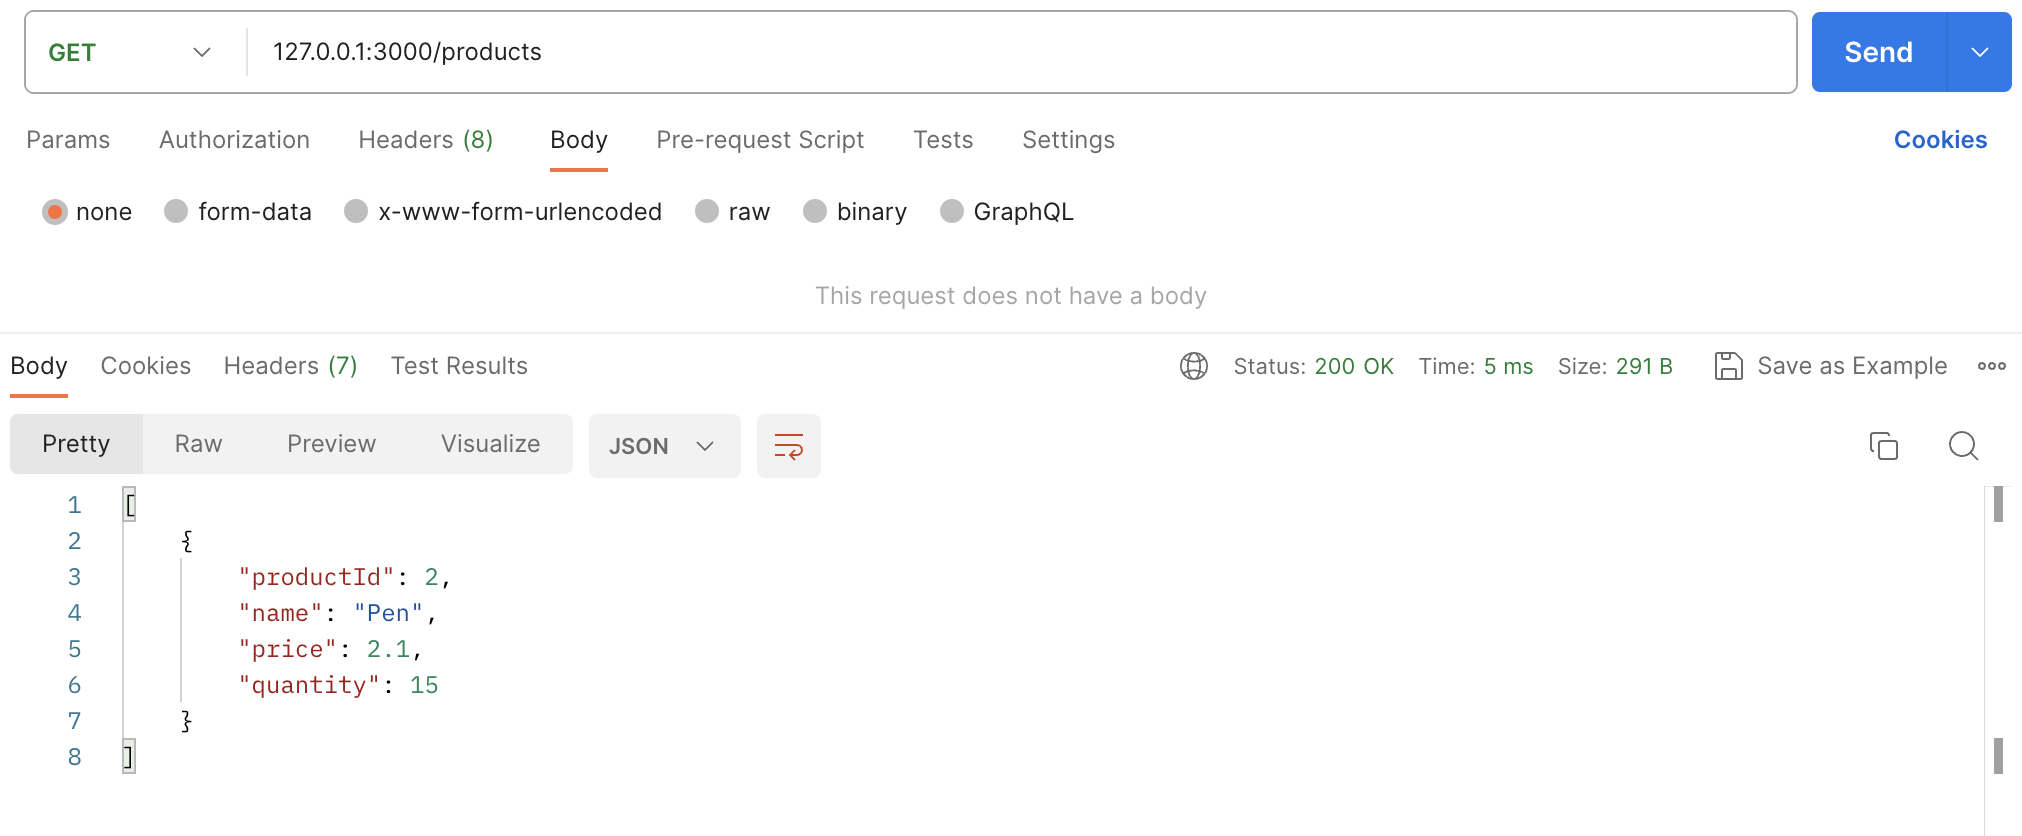 GET 127.0.0.1:3000/products Send
Params Authorization Headers (8) Body Pre-request Script Tests Settings Cookies
none form-data x-www-form-urlencoded raw binary GraphQL
This request does not have a body
Body Cookies Headers (7) Test Results Status: 200 OK Time: 5 ms Size: 291 B Save as Example
Pretty Raw Preview Visualize JSON
1 [
2 {
3 "productId": 2,
4 "name": "Pen",
5 "price": 2.1,
6 "quantity": 15
7 }
8 ]